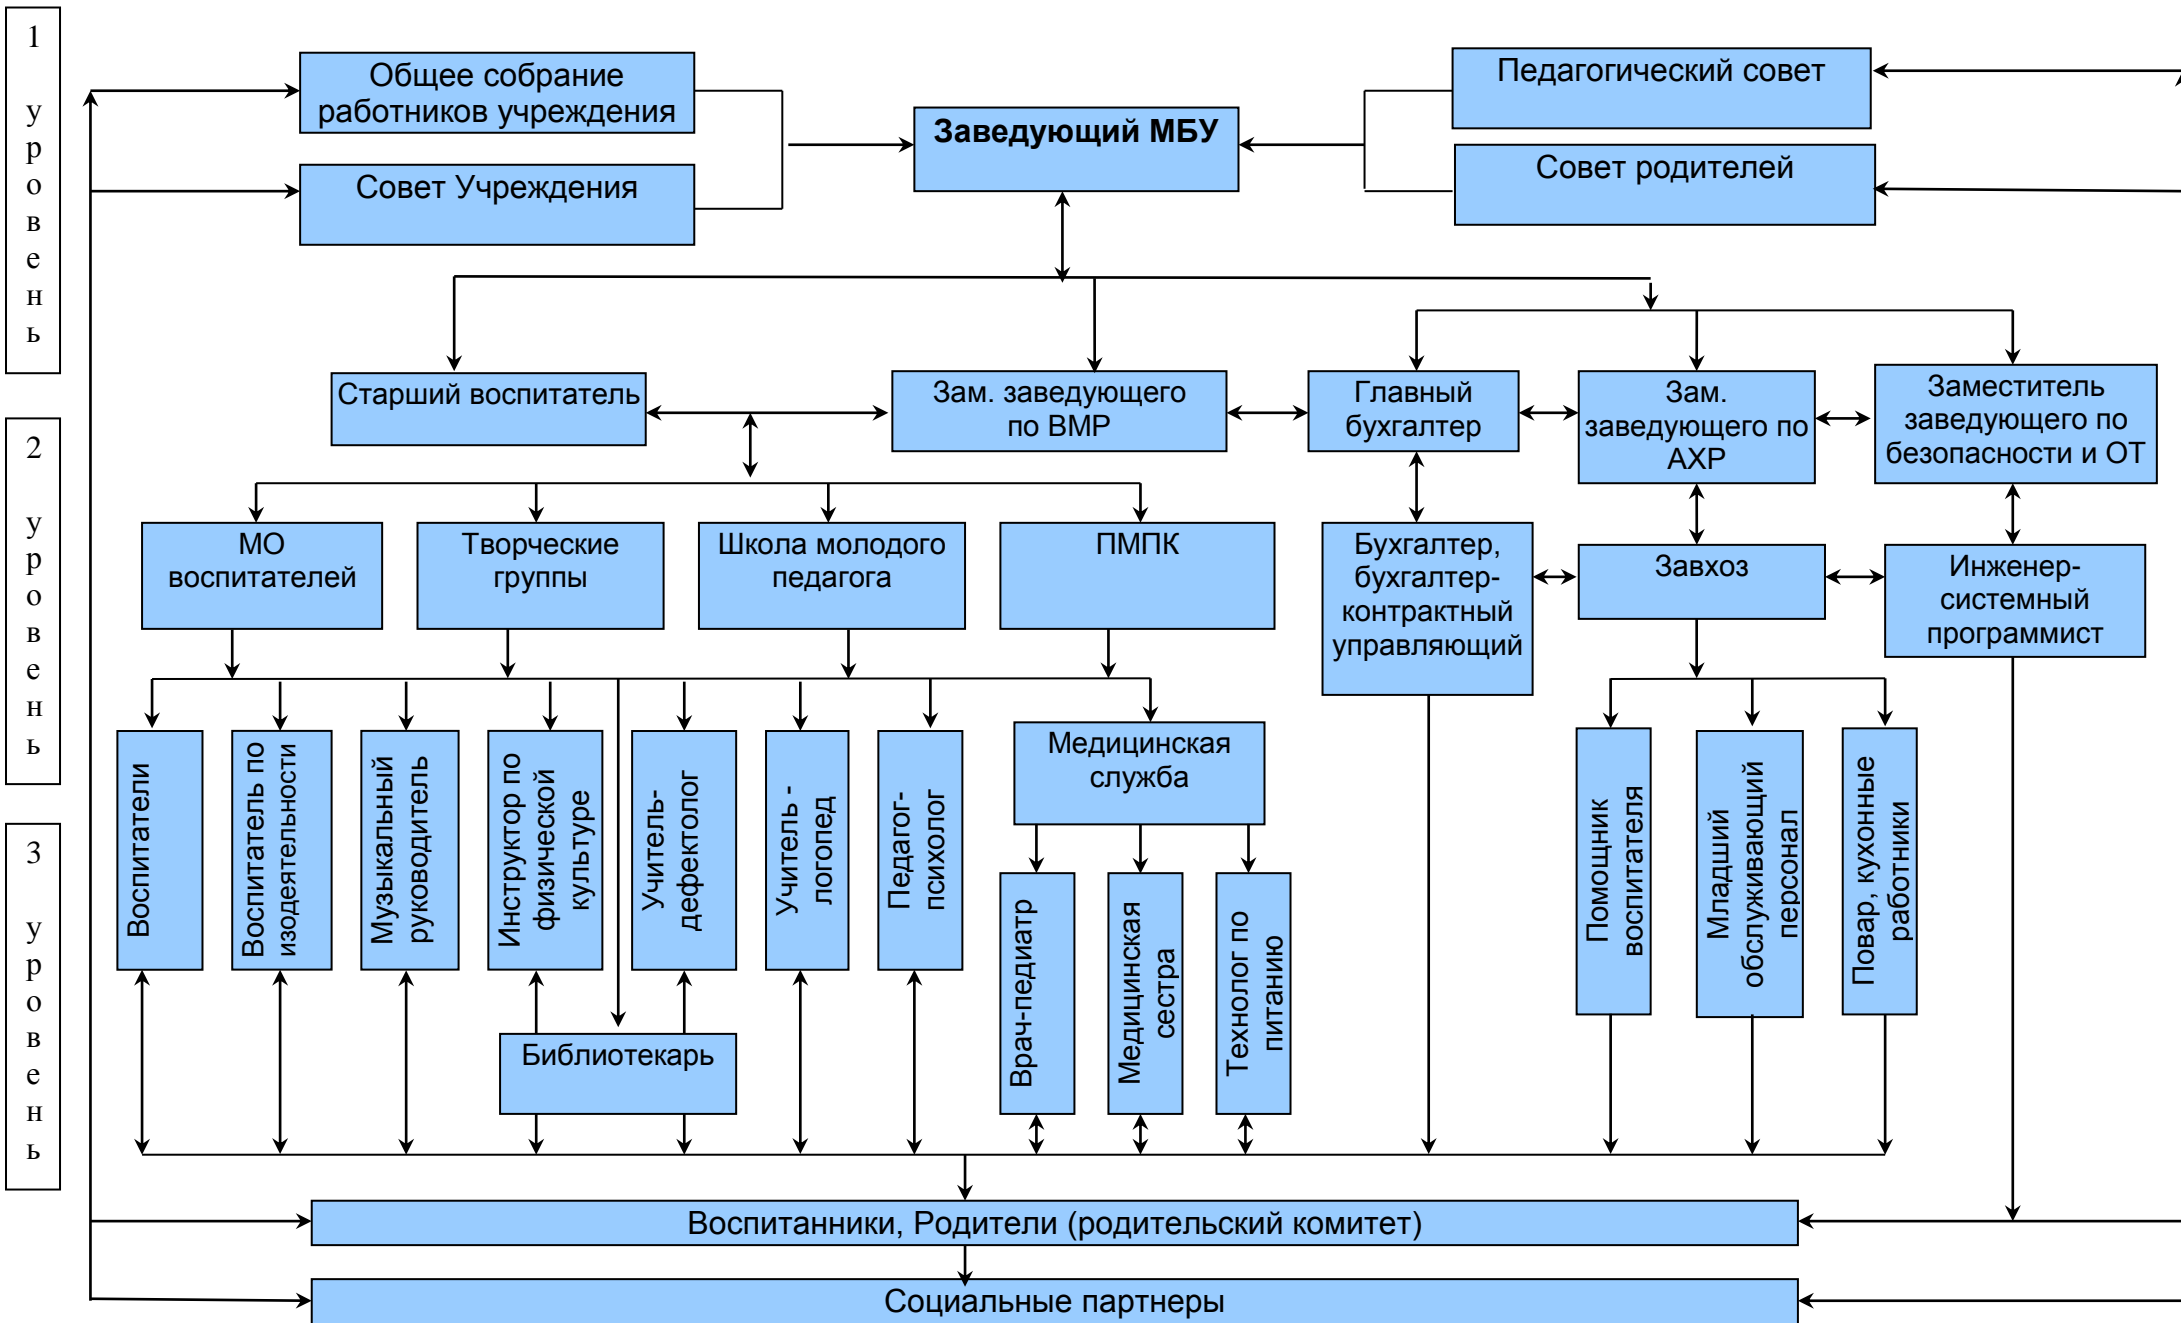 1
уровень
Общее собрание
работников учреждения
Педагогический совет
Заведующий МБУ
Совет Учреждения
Совет родителей
2
уровень
Старший воспитатель
Зам. заведующего
по ВМР
Главный
бухгалтер
Зам.
заведующего по
АХР
Заместитель
заведующего по
безопасности и ОТ
МО
воспитателей
Творческие
группы
Школа молодого
педагога
ПМПК
Бухгалтер,
бухгалтер-
контрактный
управляющий
Завхоз
Инженер-
системный
программист
3
уровень
Воспитатели
Воспитатель по
изодеятельности
Музыкальный
руководитель
Инструктор по
физической
культуре
Учитель-
дефектолог
Учитель -
логопед
Педагог-
психолог
Медицинская
служба
Врач-педиатр
Медицинская
сестра
Технолог по
питанию
Помощник
воспитателя
Младший
обслуживающий
персонал
Повар, кухонные
работники
Библиотекарь
Воспитанники, Родители (родительский комитет)
Социальные партнеры